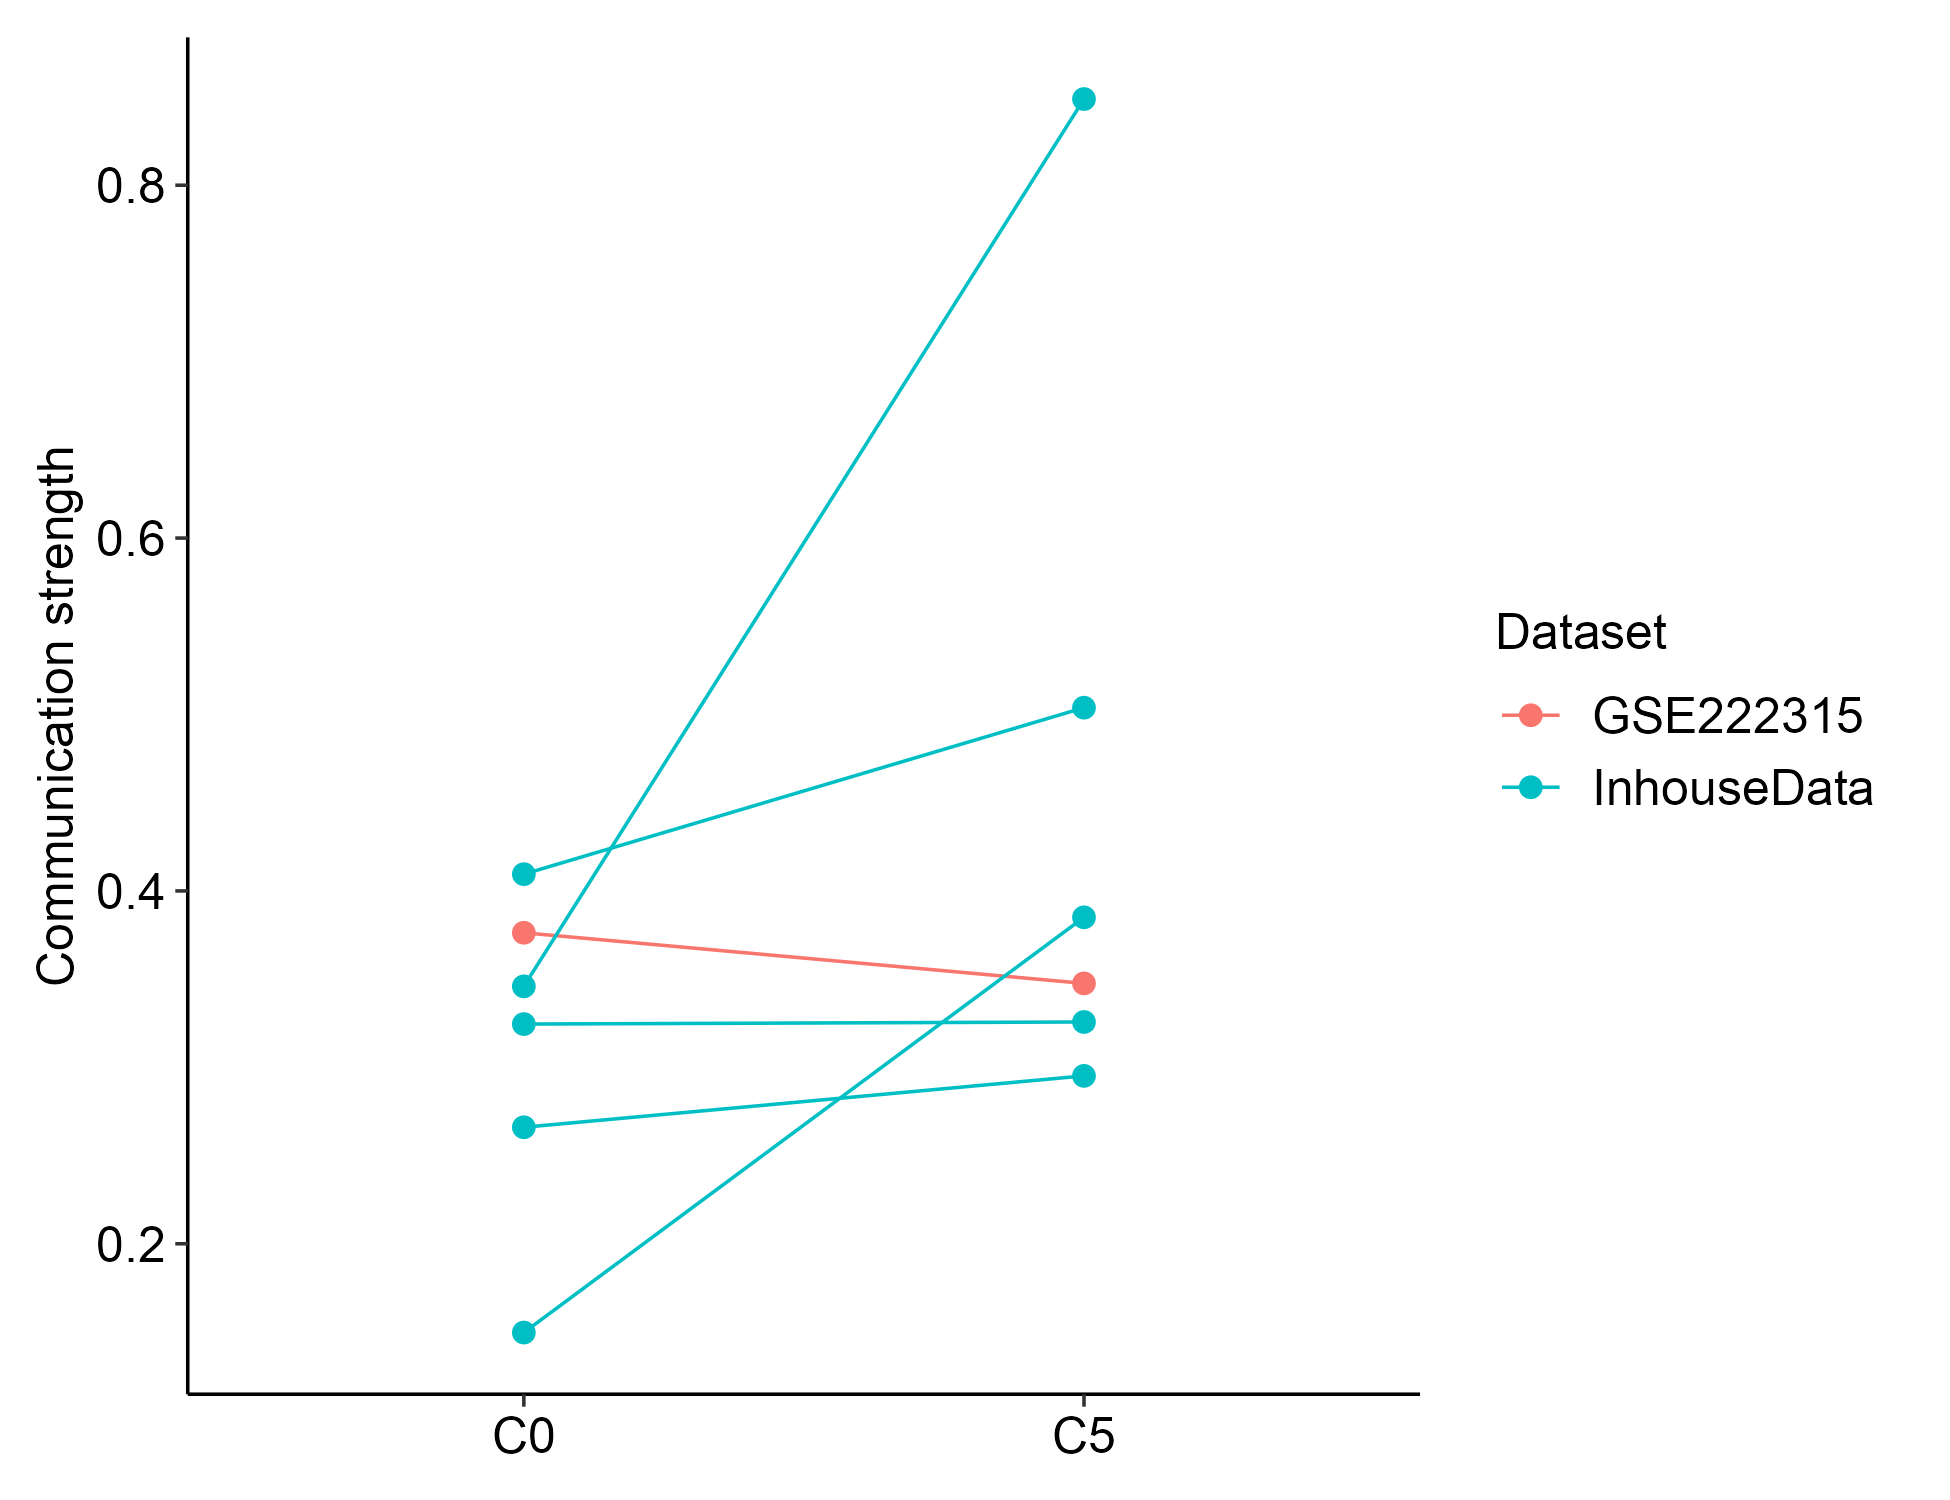 Communication strength
0.8
0.6
0.4
0.2
C0 C5
Dataset
GSE222315
InhouseData